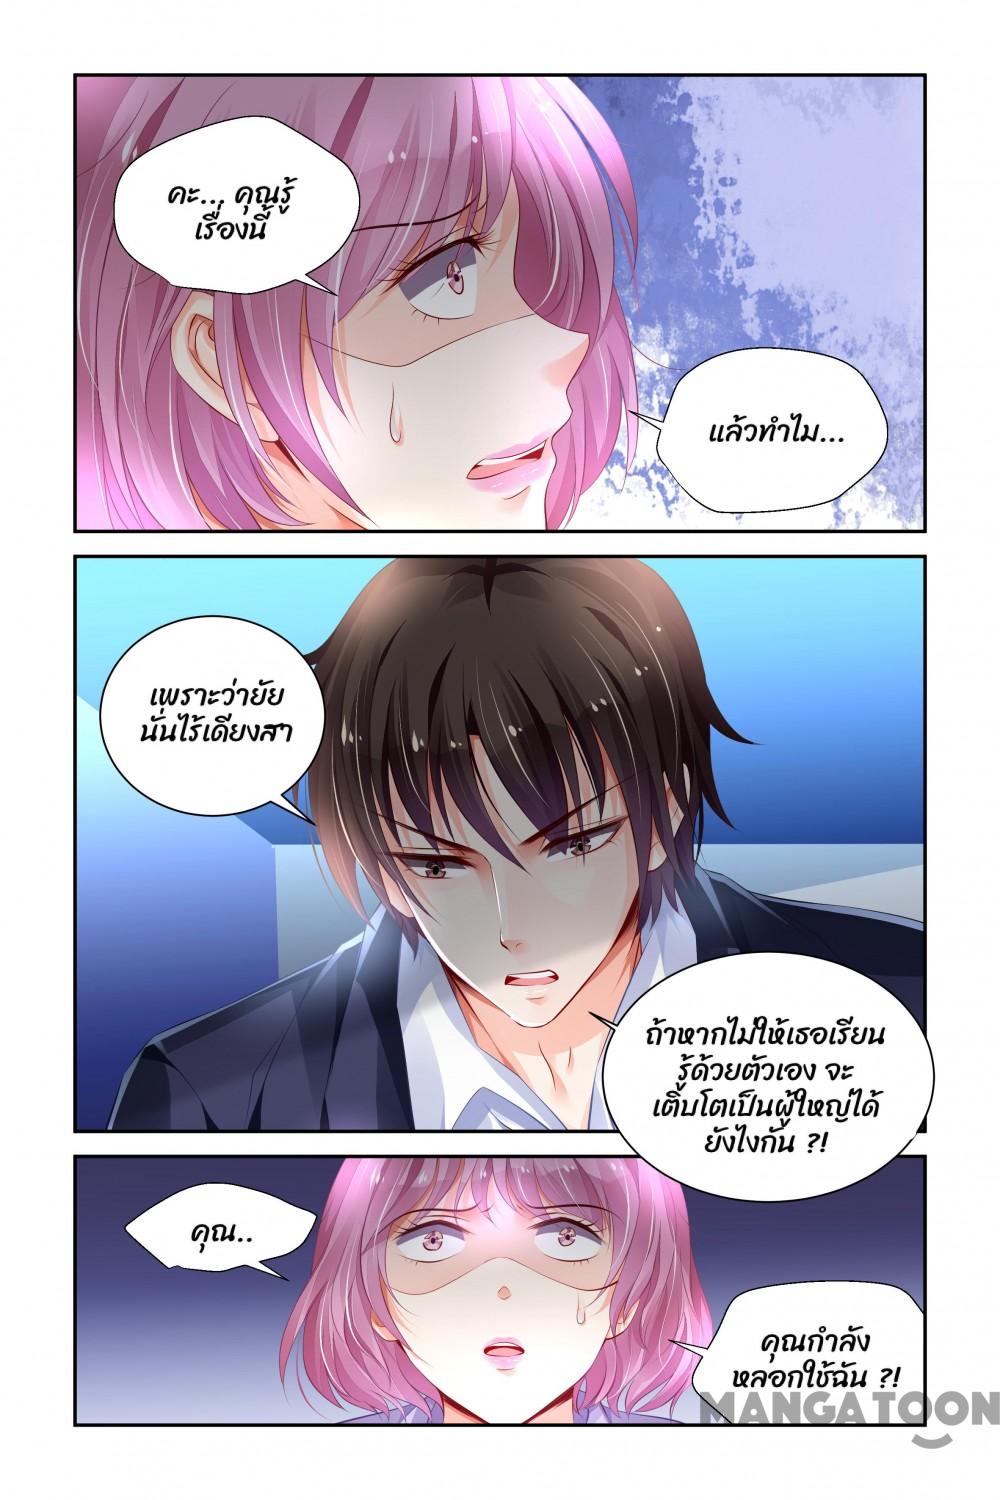 คะ... คุณรู้
เรื่องนี้
แล้วทำไม...
เพราะว่ายัย
นั่นไร้เดียงสา
ถ้าหากไม่ให้เธอเรียน
รู้ด้วยตัวเอง จะ
เติบโตเป็นผู้ใหญ่ได้
ยังไงกัน ?!
คุณ..
คุณกำลัง
หลอกใช้ฉัน ?!
MANGATOON